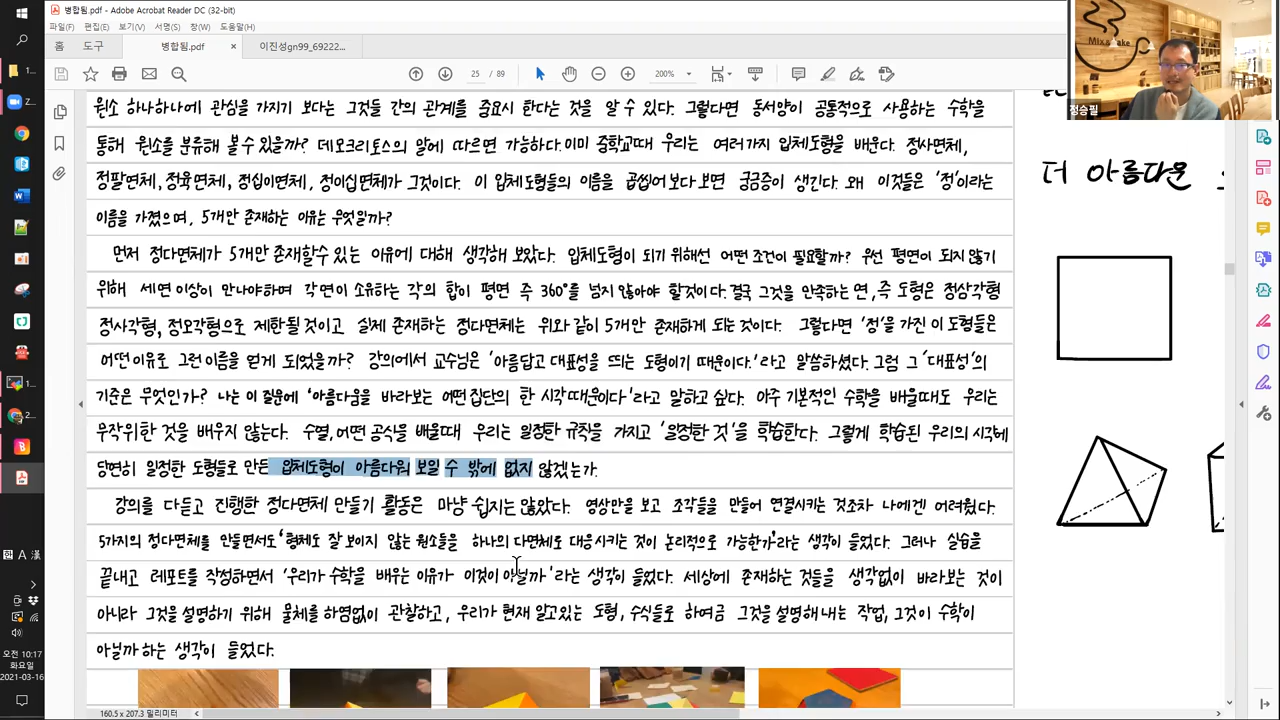 병합됨.pdf - Adobe Acrobat Reader DC (32-bit)
파일(F) 편집(E) 보기(V) 서명(S) 창(W) 도움말(H)
홈 도구 병합됨.pdf × 이진성gn99_69222...
21 / 89 200%
원소 하나하나에 관심을 가지기 보다는 그것들 간의 관계를 중요시 한다는 것을 알 수 있다. 그렇다면 동서양이 공통적으로 사용하는 수학을
통해 원소를 분류해 볼 수 있을까? 데모크리토스의 말에 따르면 가능하다. 이미 중학교때 우리는 여러가지 입체도형을 배운다. 정사면체,
정팔면체, 정육면체, 정십이면체, 정이십면체가 그것이다. 이 입체도형들의 이름을 곱씹어 보다 보면 궁금증이 생긴다. 왜 이것들은 '정'이라는
이름을 가졌으며, 5개만 존재하는 이유는 무엇일까?
먼저 정다면체가 5개만 존재할수 있는 이유에 대해 생각해 보았다. 입체도형이 되기 위해선 어떤 조건이 필요할까? 우선 평면이 되지 않기
위해 세 면 이상이 만나야하며 각 면이 소유하는 각의 합이 평면 즉 360°를 넘지 않아야 할것이다. 결국 그것을 만족하는 면, 즉 도형은 정삼각형
정사각형, 정오각형으로 제한될 것이고 실제 존재하는 정다면체는 위와 같이 5개만 존재하게 되는 것이다. 그렇다면 '정'을 가진 이 도형들은
어떤 이유로 그런 이름을 얻게 되었을까? 강의에서 교수님은 '아름답고 대표성을 띄는 도형이기 때문이다.'라고 말씀하셨다. 그럼 그 '대표성'의
기준은 무엇인가? 나는 이 질문에 '아름다움을 바라보는 어떤 집단의 한 시각 때문이다'라고 말하고 싶다. 아주 기본적인 수학을 배울때도 우리는
무작위한 것을 배우지 않는다. 수열, 어떤 공식을 배울때 우리는 일정한 규칙을 가지고 '일정한 것'을 학습한다. 그렇게 학습된 우리의 시각에
당연히 일정한 도형들로 만든 입체도형이 아름다워 보일 수 밖에 없지 않겠는가.
강의를 다듣고 진행한 정다면체 만들기 활동은 마냥 쉽지는 않았다. 영상만을 보고 조각들을 만들어 연결시키는 것조차 나에겐 어려웠다.
5가지의 정다면체를 만들면서도 '형체도 잘 보이지 않는 원소들을 하나의 다면체로 대응시키는 것이 논리적으로 가능한가'라는 생각이 들었다. 그러나 실습을
끝내고 레포트를 작성하면서 '우리가 수학을 배우는 이유가 이것이 아닐까'라는 생각이 들었다. 세상에 존재하는 것들을 생각없이 바라보는 것이
아니라 그것을 설명하기 위해 물체를 하염없이 관찰하고, 우리가 현재 알고 있는 도형, 수식들로 하여금 그것을 설명해내는 작업, 그것이 수학이
아닐까 하는 생각이 들었다.
더 아름다운
정승필
160.5 x 207.3 밀리미터
오전 10:17
화요일
2021-03-16